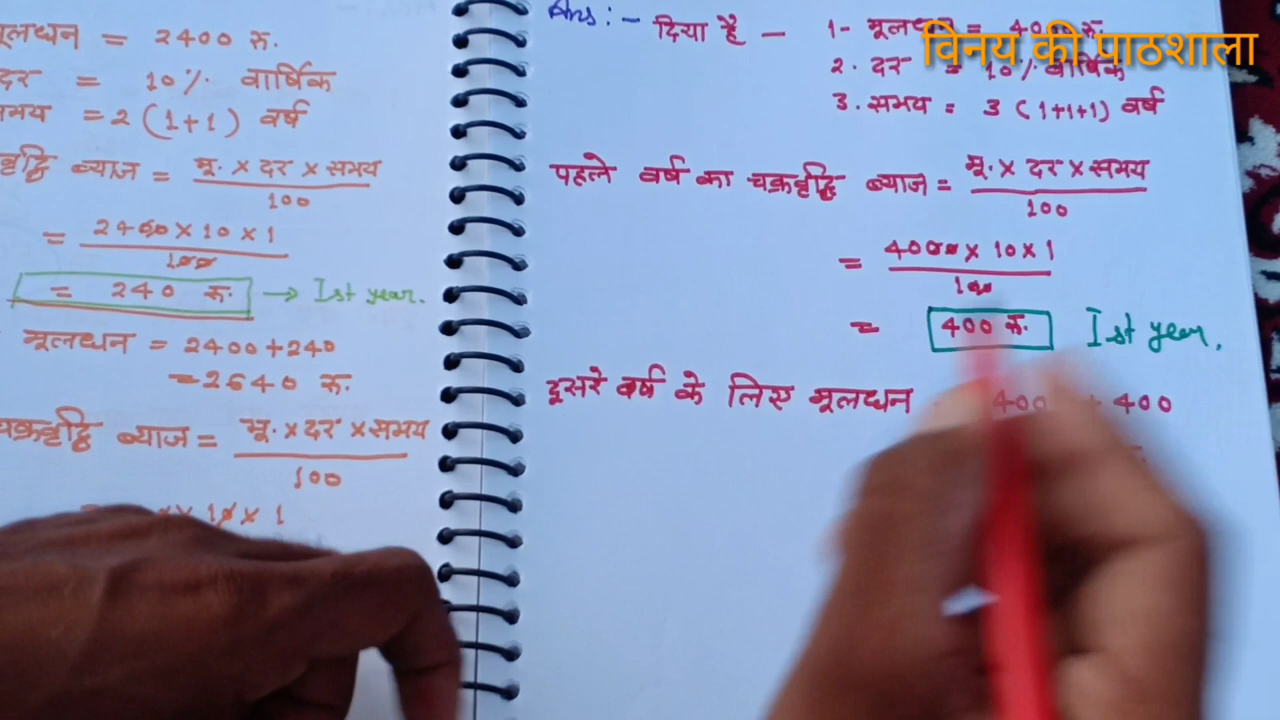 मूलधन = 2400 रु.
दर = 10% वार्षिक
समय = 2 (1+1) वर्ष
ब्याज = मू. × दर × समय
100
= 2400 × 10 × 1
100
= 240 रु. → Ist year.
मूलधन = 2400+240
= 2640 रु.
चक्रवृद्धि ब्याज = मू. × दर × समय
100
× 10 × 1
Ans :- दिया है - 1- मूलधन = रु.
विनय की पाठशाला
2. दर = 10% वार्षिक
3. समय = 3 (1+1+1) वर्ष
पहले वर्ष का चक्रवृद्धि ब्याज = मू. × दर × समय
100
= 4000 × 10 × 1
100
= 400 रु. Ist year.
दुसरे वर्ष के लिए मूलधन + 400